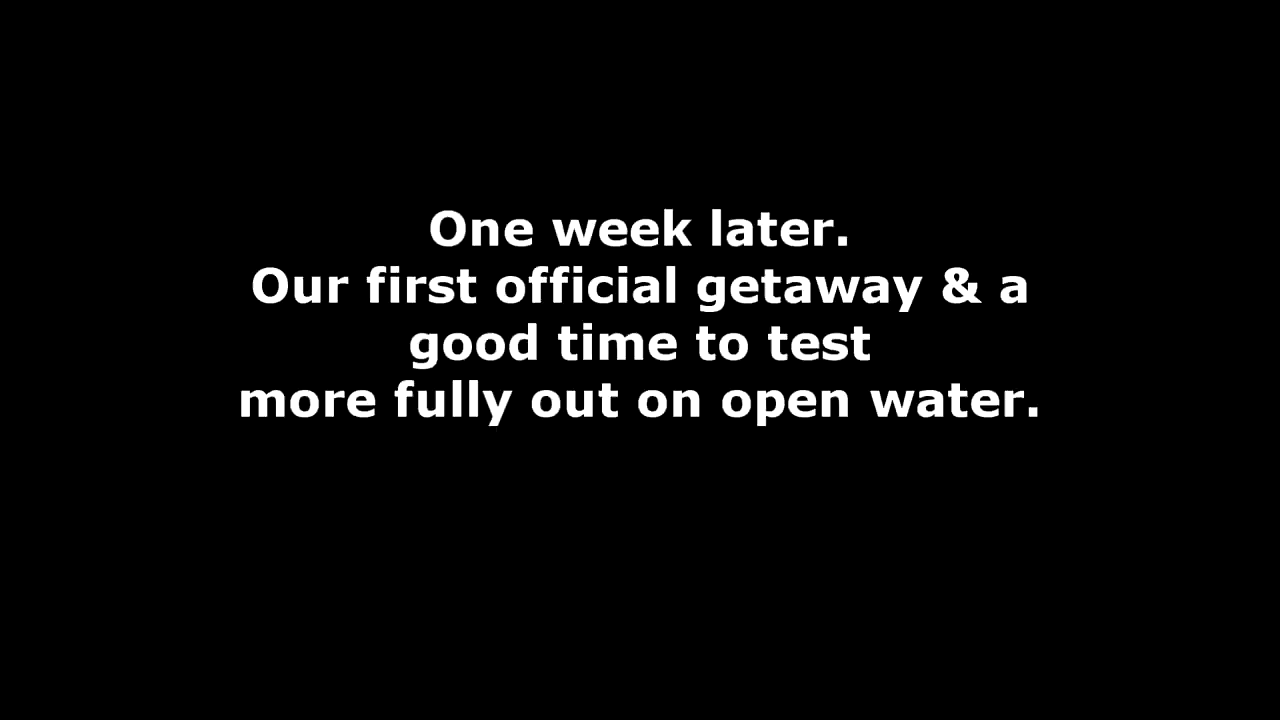 One week later.
Our first official getaway & a
good time to test
more fully out on open water.